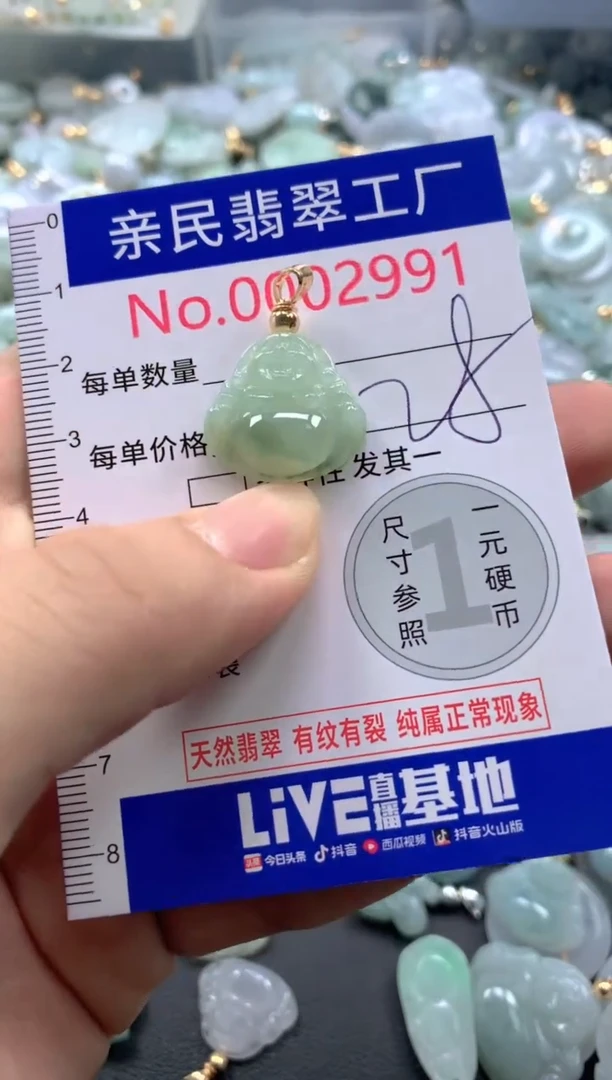 亲民翡翠工厂
No.0002991
每单数量
每单价格
28
发其一
0
1
2
3
4
7
8
尺寸参照
1
一元硬币
天然翡翠 有纹有裂 纯属正常现象
LiVE直播基地
今日头条 抖音 西瓜视频 抖音火山版